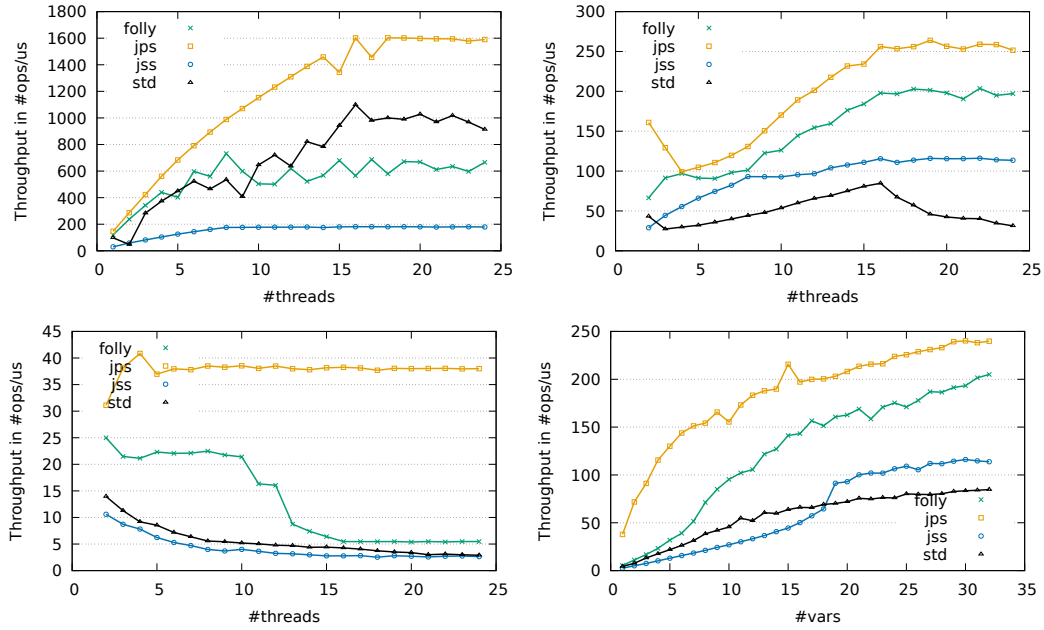 Throughput in #ops/us
1800
1600
1400
1200
1000
800
600
400
200
0
folly
jps
jss
std
0 5 10 15 20 25
#threads
Throughput in #ops/us
300
250
200
150
100
50
0
folly
jps
jss
std
0 5 10 15 20 25
#threads
Throughput in #ops/us
45
40
35
30
25
20
15
10
5
0
folly
jps
jss
std
0 5 10 15 20 25
#threads
Throughput in #ops/us
250
200
150
100
50
0
folly
jps
jss
std
0 5 10 15 20 25 30 35
#vars